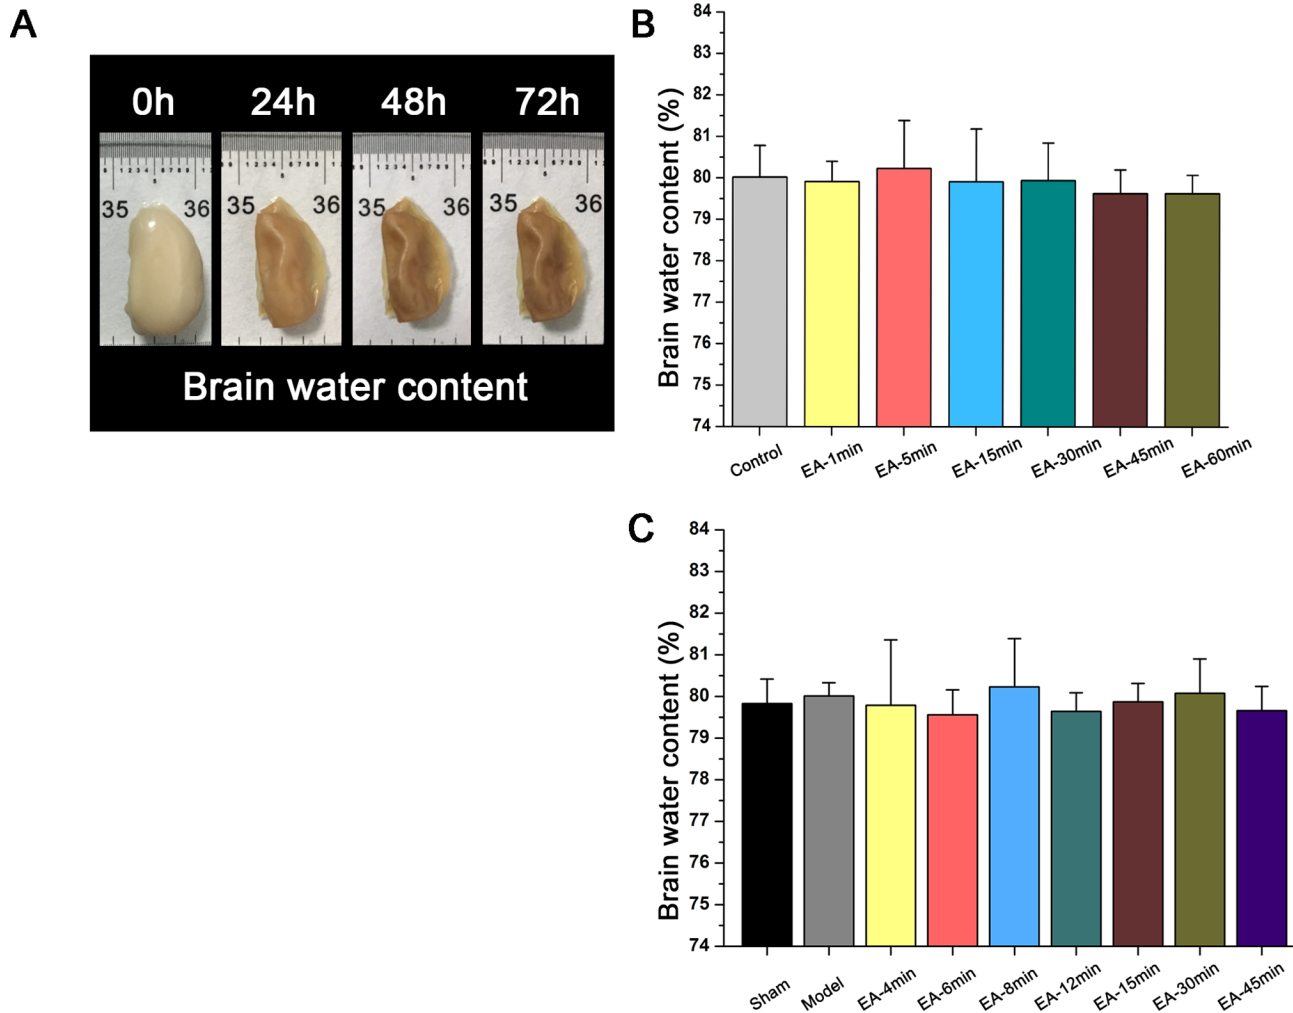 A
0h 24h 48h 72h
35 36 35 36 35 36 35 36
Brain water content
B
Brain water content (%)
84
83
82
81
80
79
78
77
76
75
74
Control EA-1min EA-5min EA-15min EA-30min EA-45min EA-60min
C
Brain water content (%)
84
83
82
81
80
79
78
77
76
75
74
Sham Model EA-4min EA-6min EA-8min EA-12min EA-15min EA-30min EA-45min